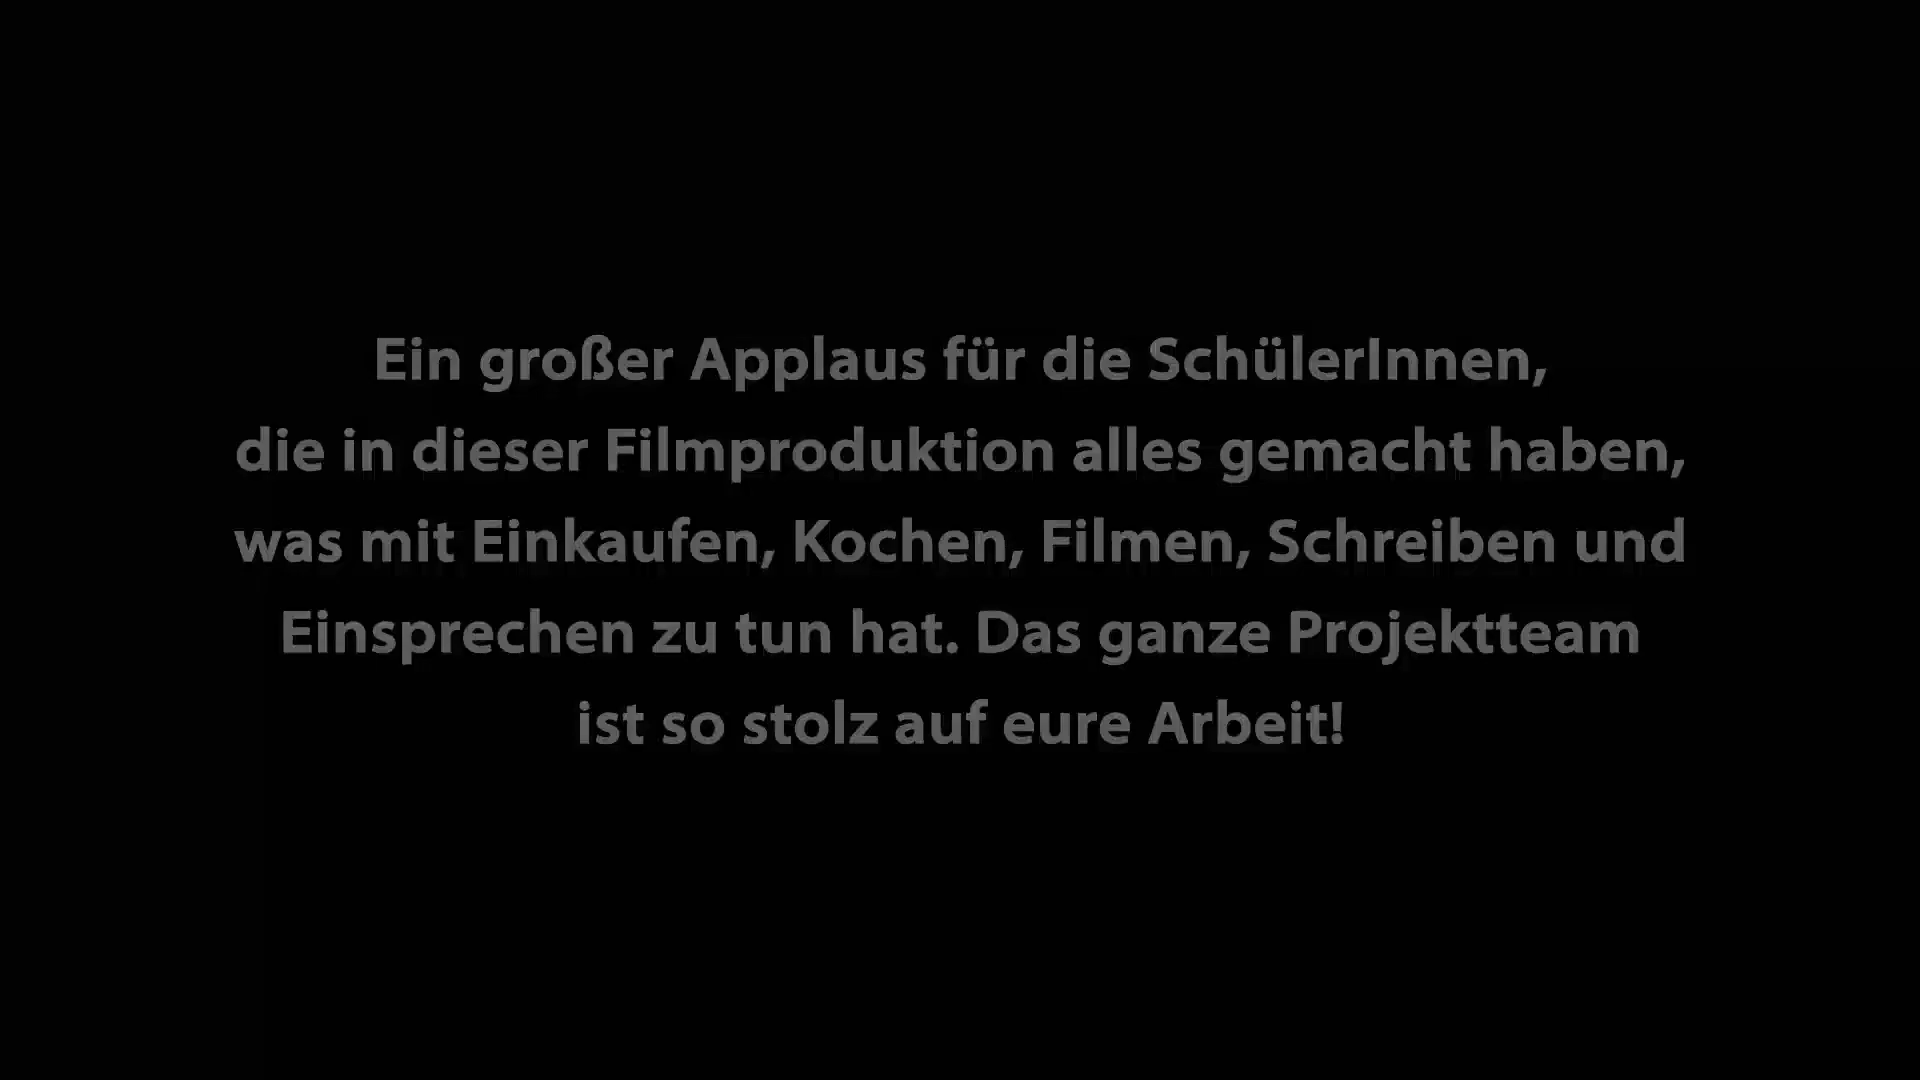 Ein großer Applaus für die SchülerInnen,
die in dieser Filmproduktion alles gemacht haben,
was mit Einkaufen, Kochen, Filmen, Schreiben und
Einsprechen zu tun hat. Das ganze Projektteam
ist so stolz auf eure Arbeit!